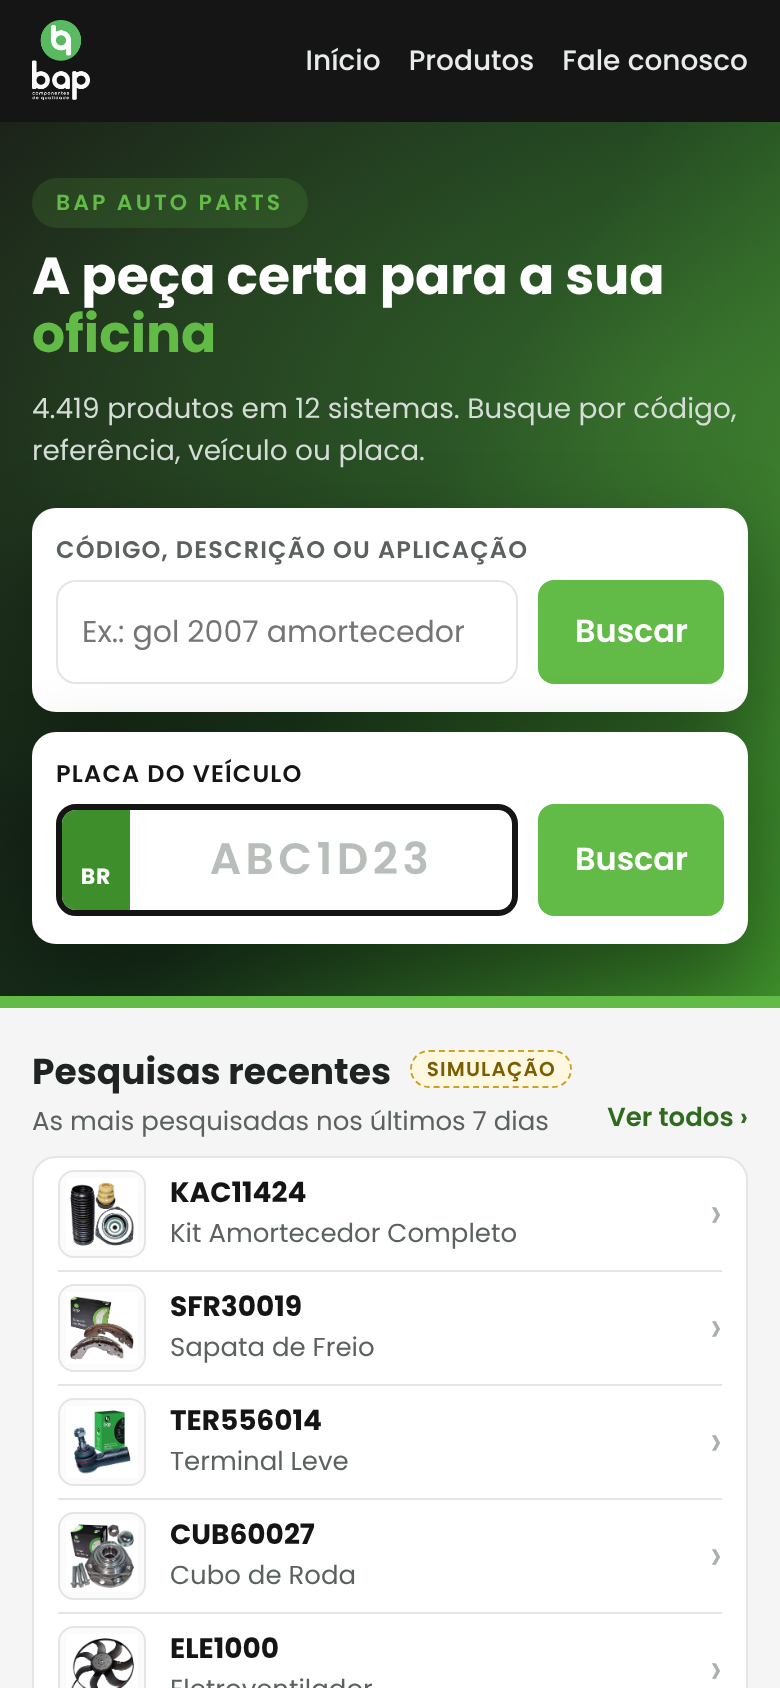 bap
componentes
de qualidade
Início Produtos Fale conosco
BAP AUTO PARTS
A peça certa para a sua
oficina
4.419 produtos em 12 sistemas. Busque por código,
referência, veículo ou placa.
CÓDIGO, DESCRIÇÃO OU APLICAÇÃO
Ex.: gol 2007 amortecedor
Buscar
PLACA DO VEÍCULO
BR
ABC1D23
Buscar
Pesquisas recentes SIMULAÇÃO
As mais pesquisadas nos últimos 7 dias
Ver todos ›
KAC11424
Kit Amortecedor Completo
SFR30019
Sapata de Freio
TER556014
Terminal Leve
CUB60027
Cubo de Roda
ELE1000
Eletroventilador